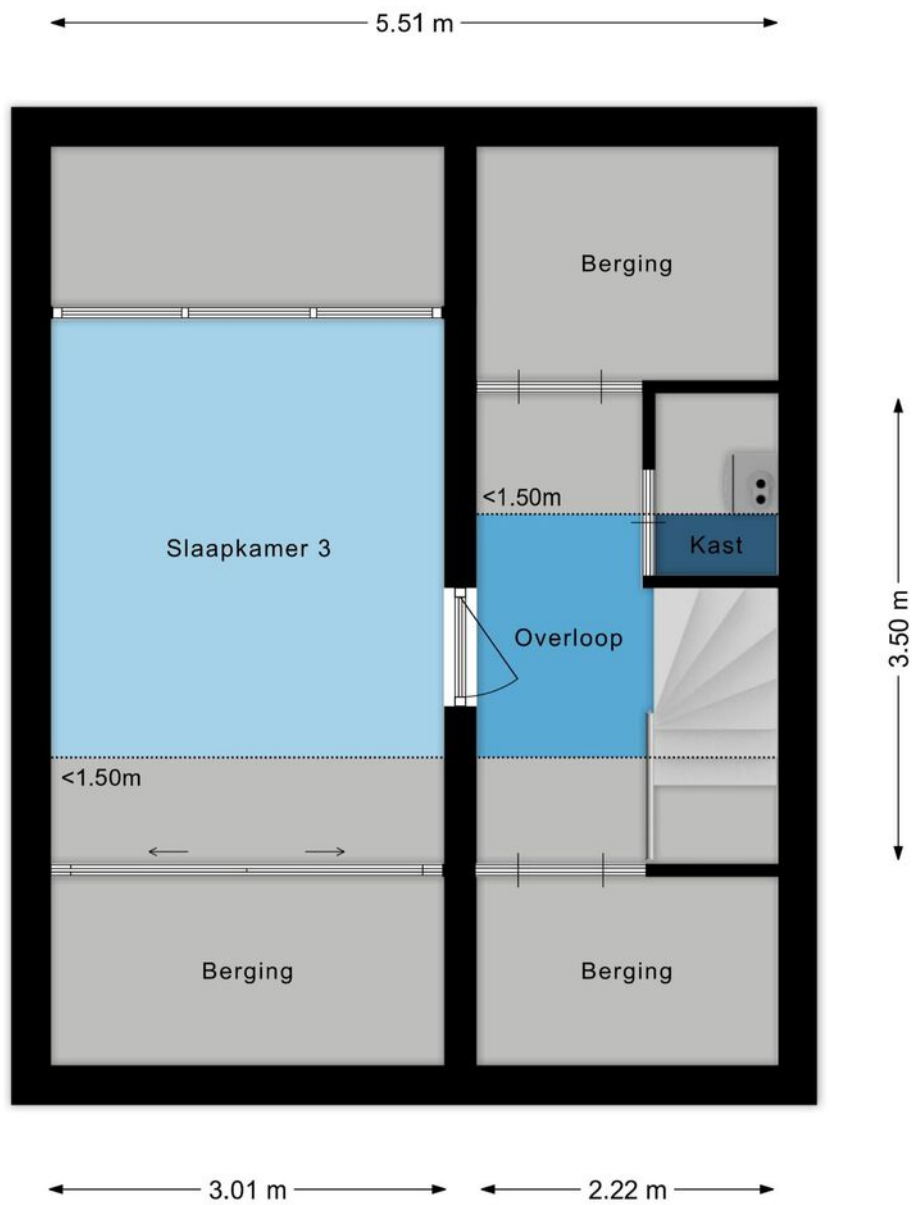 5.51 m
Berging
<1.50m
Slaapkamer 3
Kast
Overloop
3.50 m
<1.50m
Berging
Berging
3.01 m
2.22 m